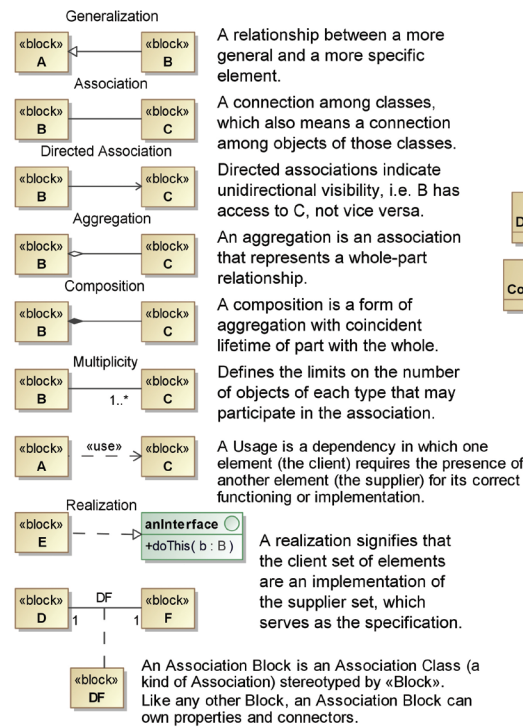 Generalization
«block»
A
«block»
B
A relationship between a more
general and a more specific
element.
Association
«block»
B
«block»
C
A connection among classes,
which also means a connection
among objects of those classes.
Directed Association
«block»
B
«block»
C
Directed associations indicate
unidirectional visibility, i.e. B has
access to C, not vice versa.
Aggregation
«block»
B
«block»
C
An aggregation is an association
that represents a whole-part
relationship.
Composition
«block»
B
«block»
C
A composition is a form of
aggregation with coincident
lifetime of part with the whole.
Multiplicity
«block»
B
1..*
«block»
C
Defines the limits on the number
of objects of each type that may
participate in the association.
«block»
A
«use»
«block»
C
A Usage is a dependency in which one
element (the client) requires the presence of
another element (the supplier) for its correct
functioning or implementation.
Realization
«block»
E
anInterface
+doThis( b : B )
A realization signifies that
the client set of elements
are an implementation of
the supplier set, which
serves as the specification.
«block»
D
1
DF
1
«block»
F
«block»
DF
An Association Block is an Association Class (a
kind of Association) stereotyped by «Block».
Like any other Block, an Association Block can
own properties and connectors.
D
Co